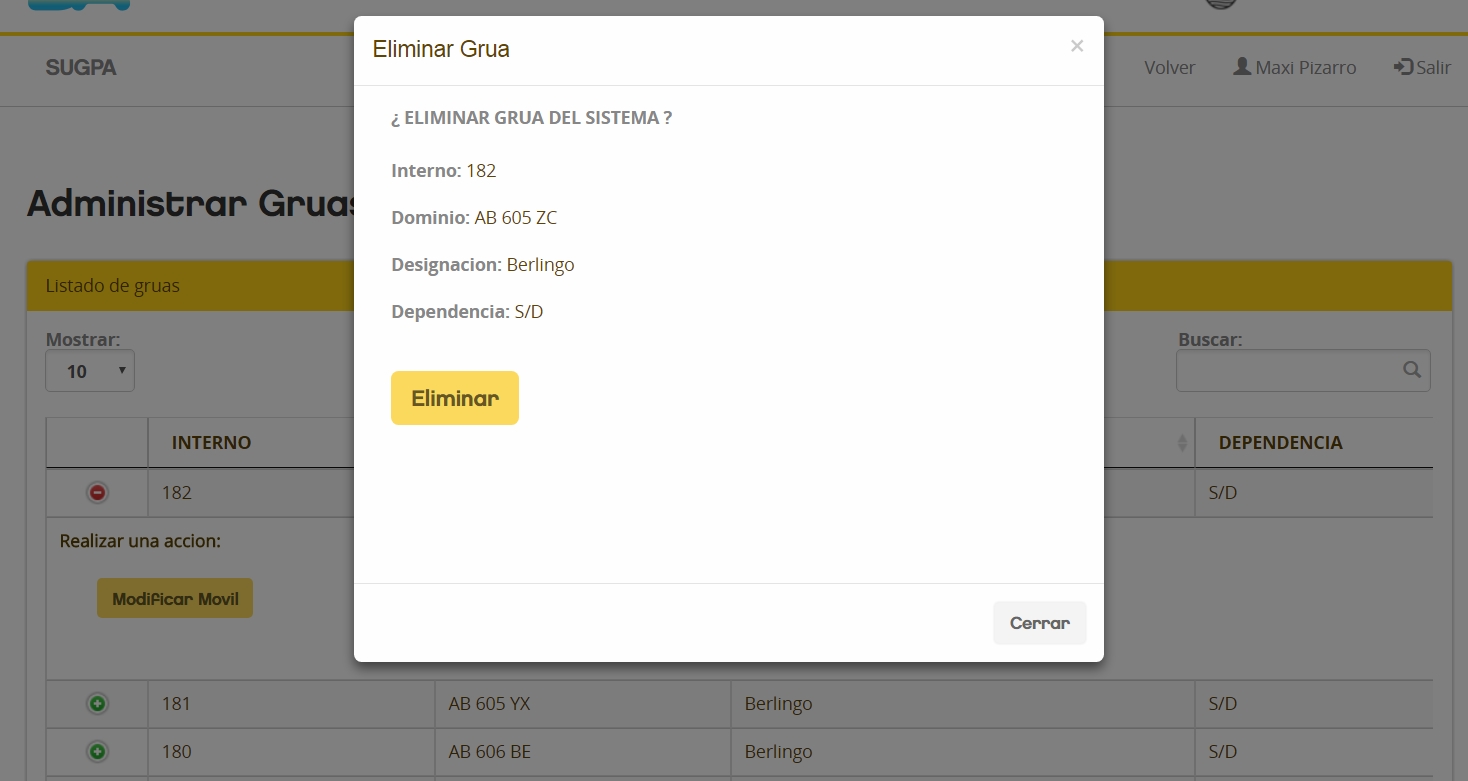 SUGPA
Volver
Maxi Pizarro
Salir
Eliminar Grua
×
¿ ELIMINAR GRUA DEL SISTEMA ?
Interno: 182
Dominio: AB 605 ZC
Designacion: Berlingo
Dependencia: S/D
Eliminar
Cerrar
Administrar Gruas
Listado de gruas
Mostrar:
10
Buscar:
INTERNO
DEPENDENCIA
182
S/D
Realizar una accion:
Modificar Movil
181 AB 605 YX Berlingo S/D
180 AB 606 BE Berlingo S/D